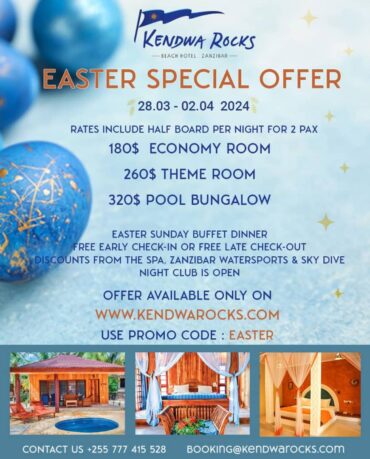 KENDWA ROCKS
BEACH HOTEL ZANZIBAR
EASTER SPECIAL OFFER
28.03 - 02.04 2024
RATES INCLUDE HALF BOARD PER NIGHT FOR 2 PAX
180$ ECONOMY ROOM
260$ THEME ROOM
320$ POOL BUNGALOW
EASTER SUNDAY BUFFET DINNER
FREE EARLY CHECK-IN OR FREE LATE CHECK-OUT
DISCOUNTS FROM THE SPA, ZANZIBAR WATERSPORTS & SKY DIVE
NIGHT CLUB IS OPEN
OFFER AVAILABLE ONLY ON
WWW.KENDWAROCKS.COM
USE PROMO CODE : EASTER
CONTACT US +255 777 415 528 BOOKING@KENDWAROCKS.COM